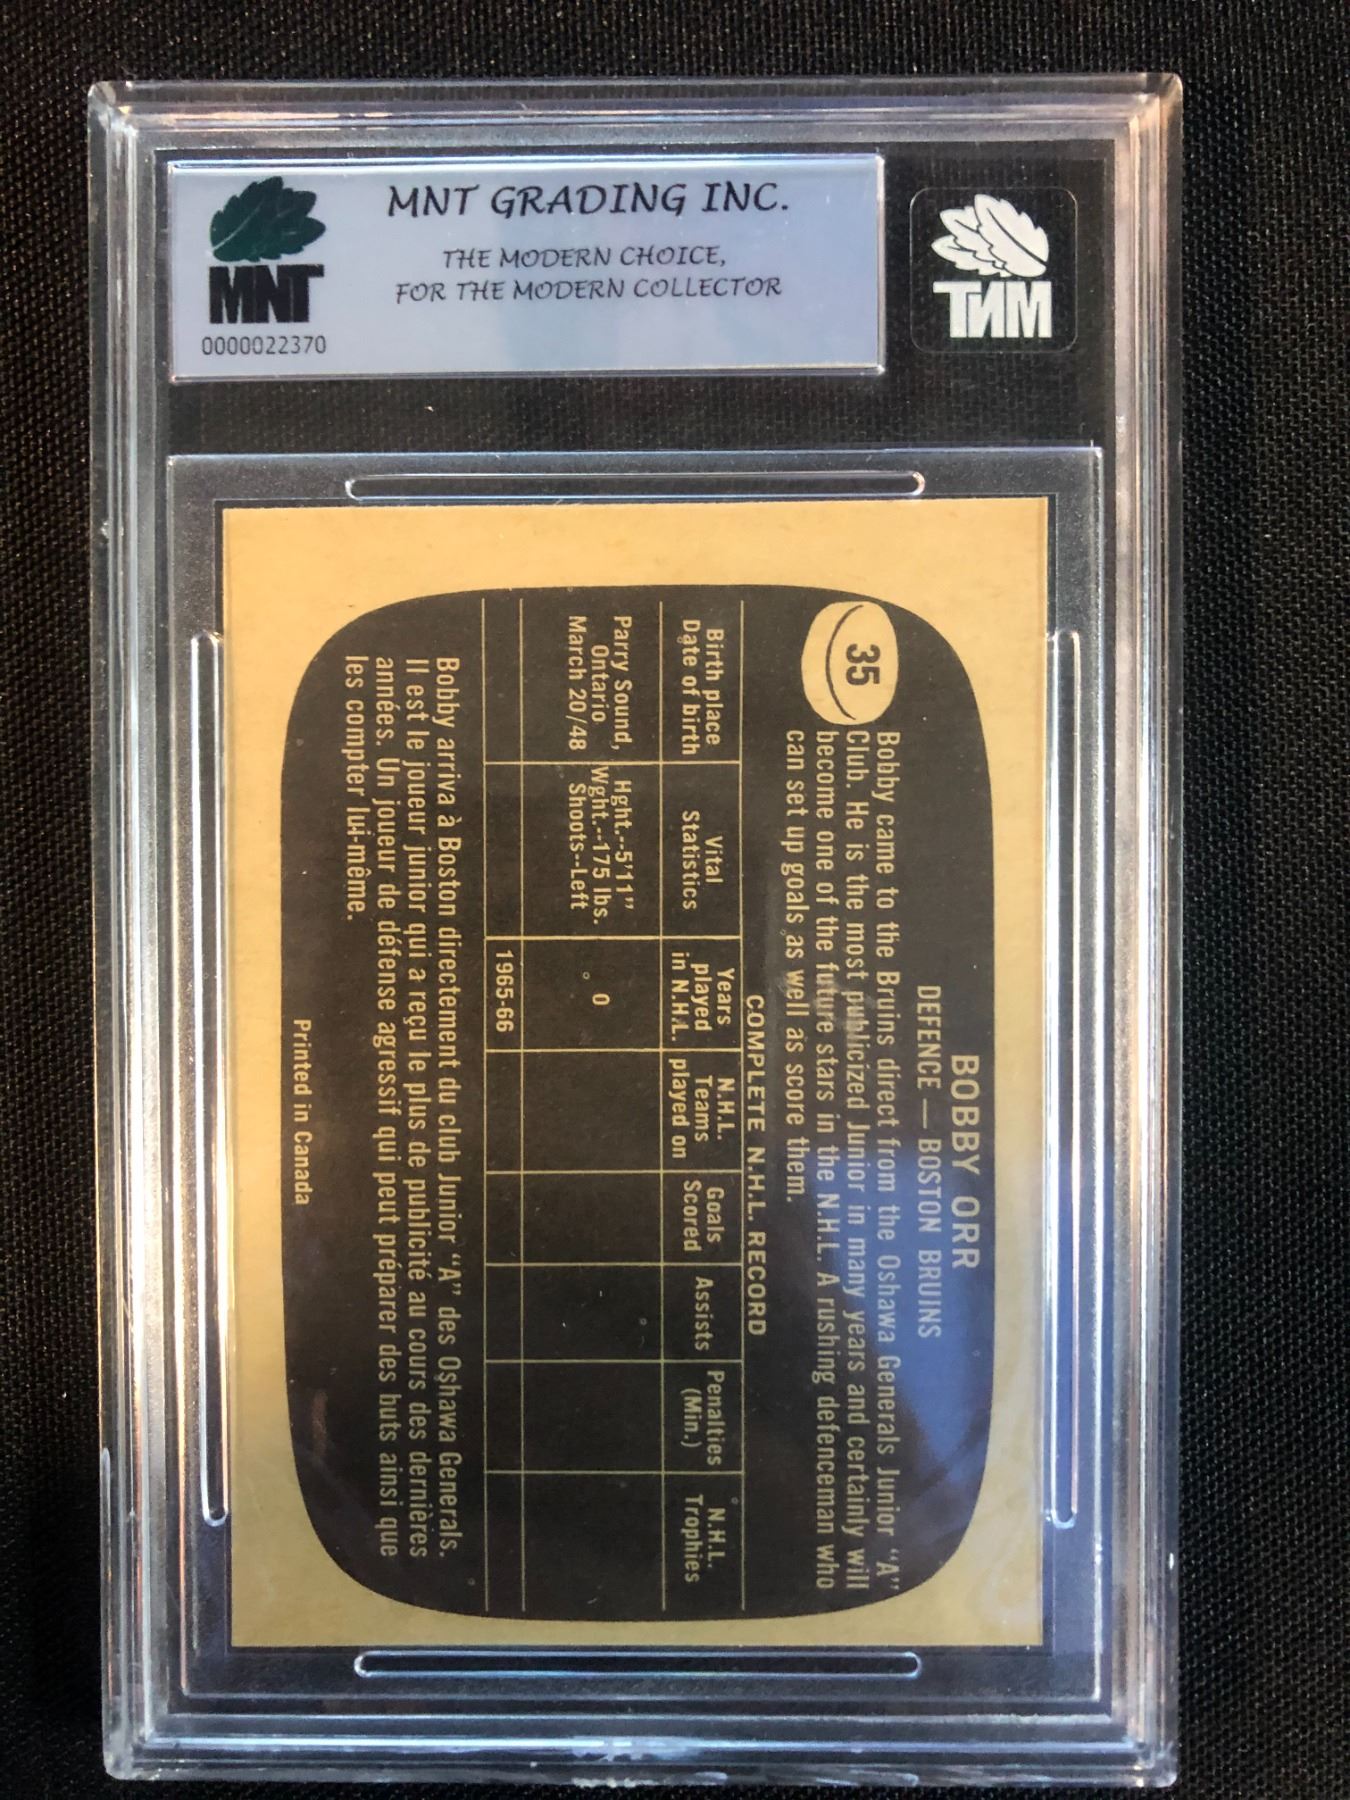 MNT GRADING INC.
THE MODERN CHOICE,
FOR THE MODERN COLLECTOR
MNT
0000022370
MNT
BOBBY ORR
DEFENCE — BOSTON BRUINS
35
Bobby came to the Bruins direct from the Oshawa Generals Junior "A"
Club. He is the most publicized Junior in many years and certainly will
become one of the future stars in the N.H.L. A rushing defenceman who
can set up goals as well as score them.
COMPLETE N.H.L. RECORD
Birth place
Date of birth
Vital
Statistics
Years
played
in N.H.L.
N.H.L.
Teams
played on
Goals
Scored
Assists
Penalties
(Min.)
N.H.L.
Trophies
Parry Sound,
Ontario
March 20/48
Hght.--5'11"
Wght.--175 lbs.
Shoots--Left
0
1965-66
Bobby arriva à Boston directement du club Junior "A" des Oshawa Generals.
Il est le joueur junior qui a reçu le plus de publicité au cours des dernières
années. Un joueur de défense agressif qui peut préparer des buts ainsi que
les compter lui-même.
Printed in Canada